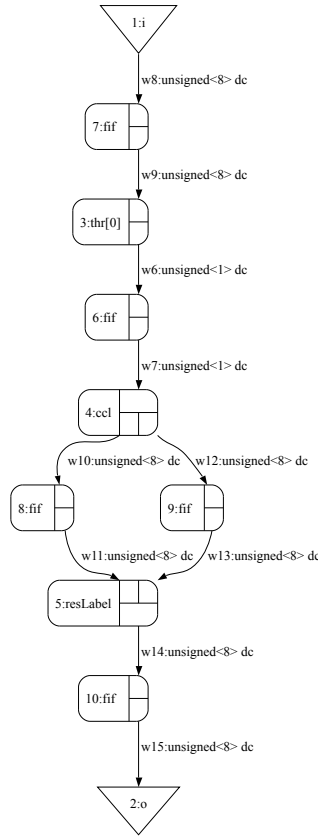 1:i
w8:unsigned<8> dc
7:fif
w9:unsigned<8> dc
3:thr[0]
w6:unsigned<1> dc
6:fif
w7:unsigned<1> dc
4:ccl
w10:unsigned<8> dc
w12:unsigned<8> dc
8:fif
9:fif
w11:unsigned<8> dc
w13:unsigned<8> dc
5:resLabel
w14:unsigned<8> dc
10:fif
w15:unsigned<8> dc
2:o